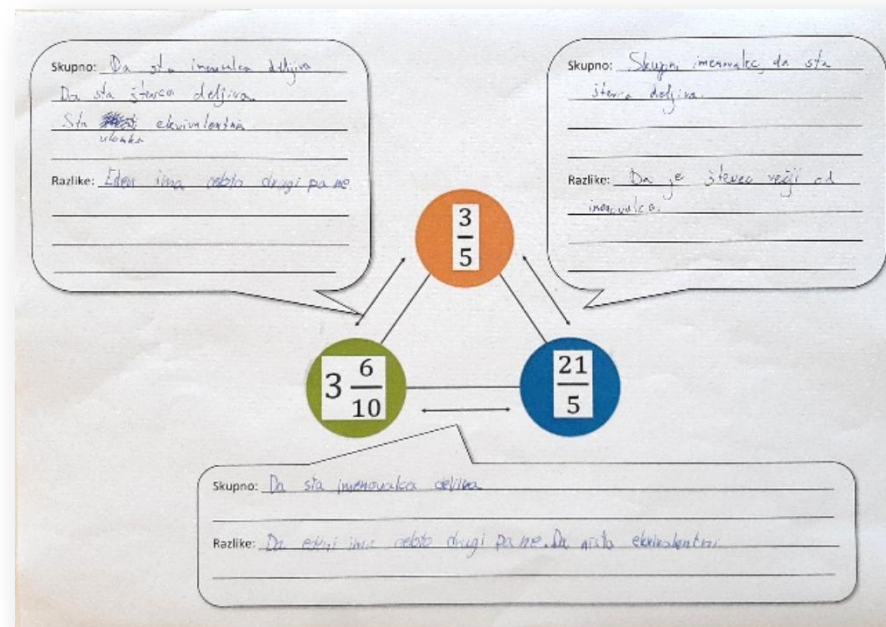 Skupno: Da sta imenovalca deljiva
Da sta števca deljiva.
Sta ekvivalentna
ulomka
Razlike: Eden ima celoto drugi pa ne
Skupno: Skupni imenovalec, da sta
števca deljiva.
Razlike: Da je števec večji od
imenovalca.
3
5
3 6
10
21
5
Skupno: Da sta imenovalca deljiva
Razlike: Da edini ima celoto drugi pa ne. Da nista ekvivalentni.